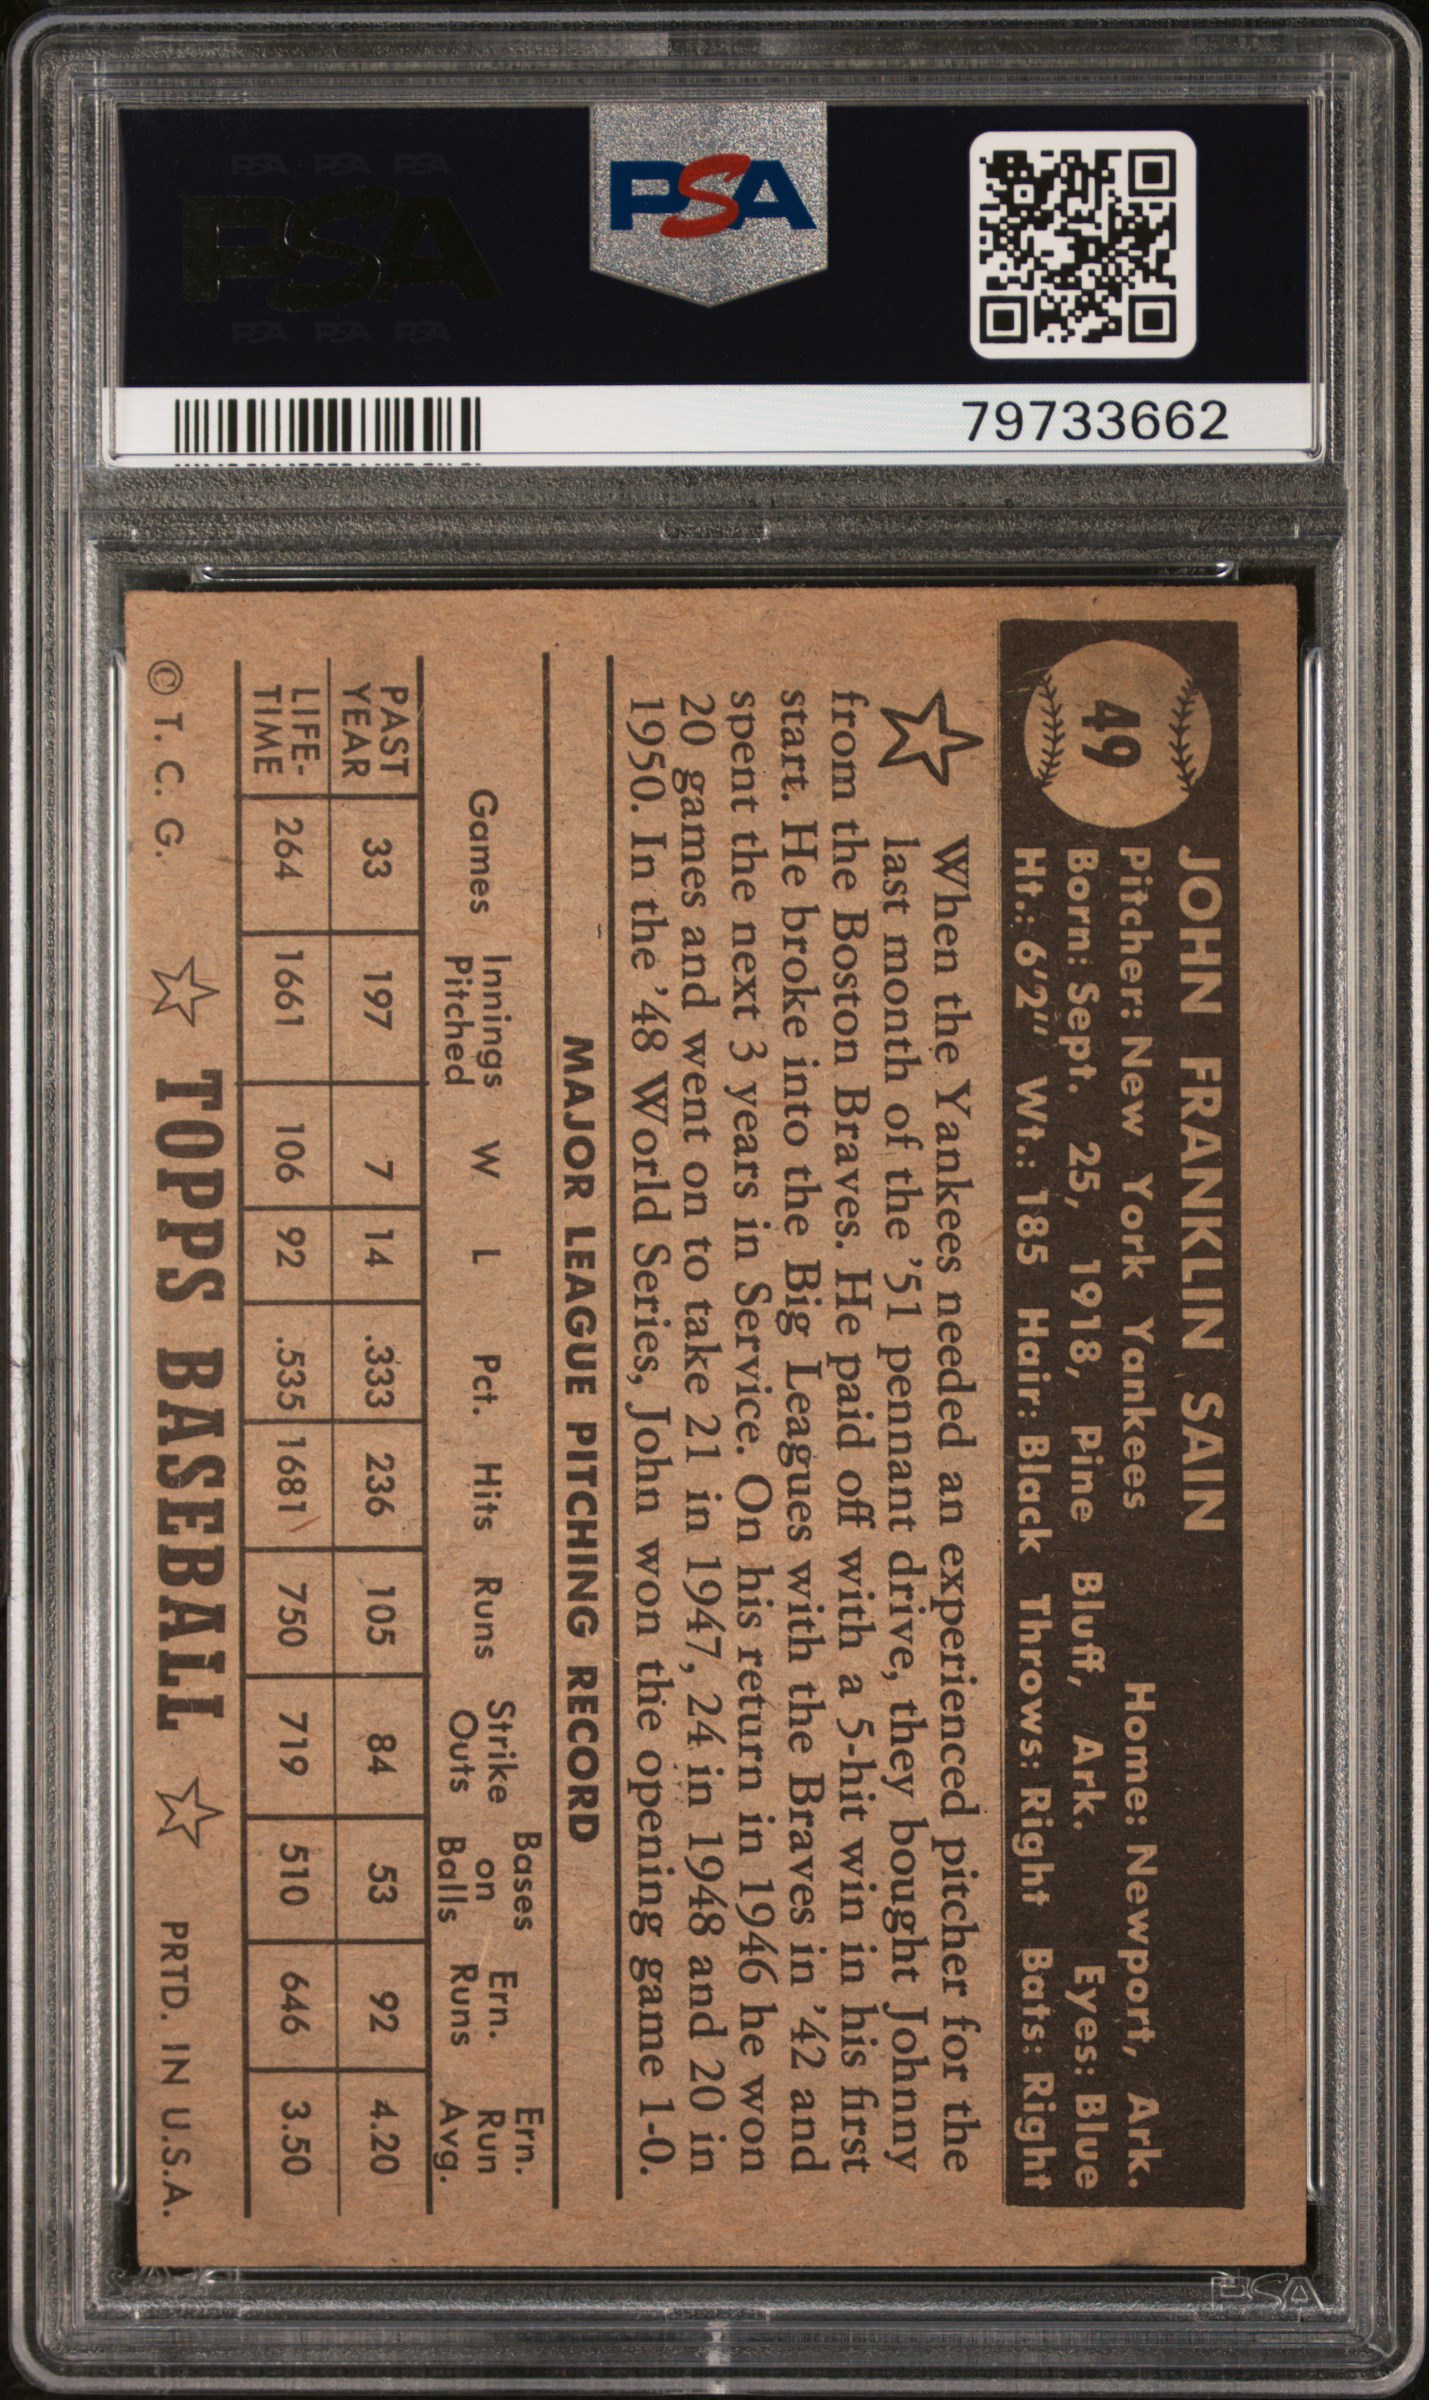 PSA PSA PSA
PSA
PSA PSA PSA
PSA
79733662
49
JOHN FRANKLIN SAIN
Pitcher: New York Yankees Home: Newport, Ark.
Born: Sept. 25, 1918, Pine Bluff, Ark. Eyes: Blue
Ht.: 6'2" Wt.: 185 Hair: Black Throws: Right Bats: Right
When the Yankees needed an experienced pitcher for the
last month of the '51 pennant drive, they bought Johnny
from the Boston Braves. He paid off with a 5-hit win in his first
start. He broke into the Big Leagues with the Braves in '42 and
spent the next 3 years in Service. On his return in 1946 he won
20 games and went on to take 21 in 1947, 24 in 1948 and 20 in
1950. In the '48 World Series, John won the opening game 1-0.
MAJOR LEAGUE PITCHING RECORD
Games Innings Pitched W L Pct. Hits Runs Strike Outs Bases on Balls Ern. Runs Ern. Run Avg.
PAST YEAR 33 197 7 14 .333 236 105 84 53 92 4.20
LIFE-TIME 264 1661 106 92 .535 1681 750 719 510 646 3.50
© T. C. G. TOPPS BASEBALL PRTD. IN U.S.A.
PSA